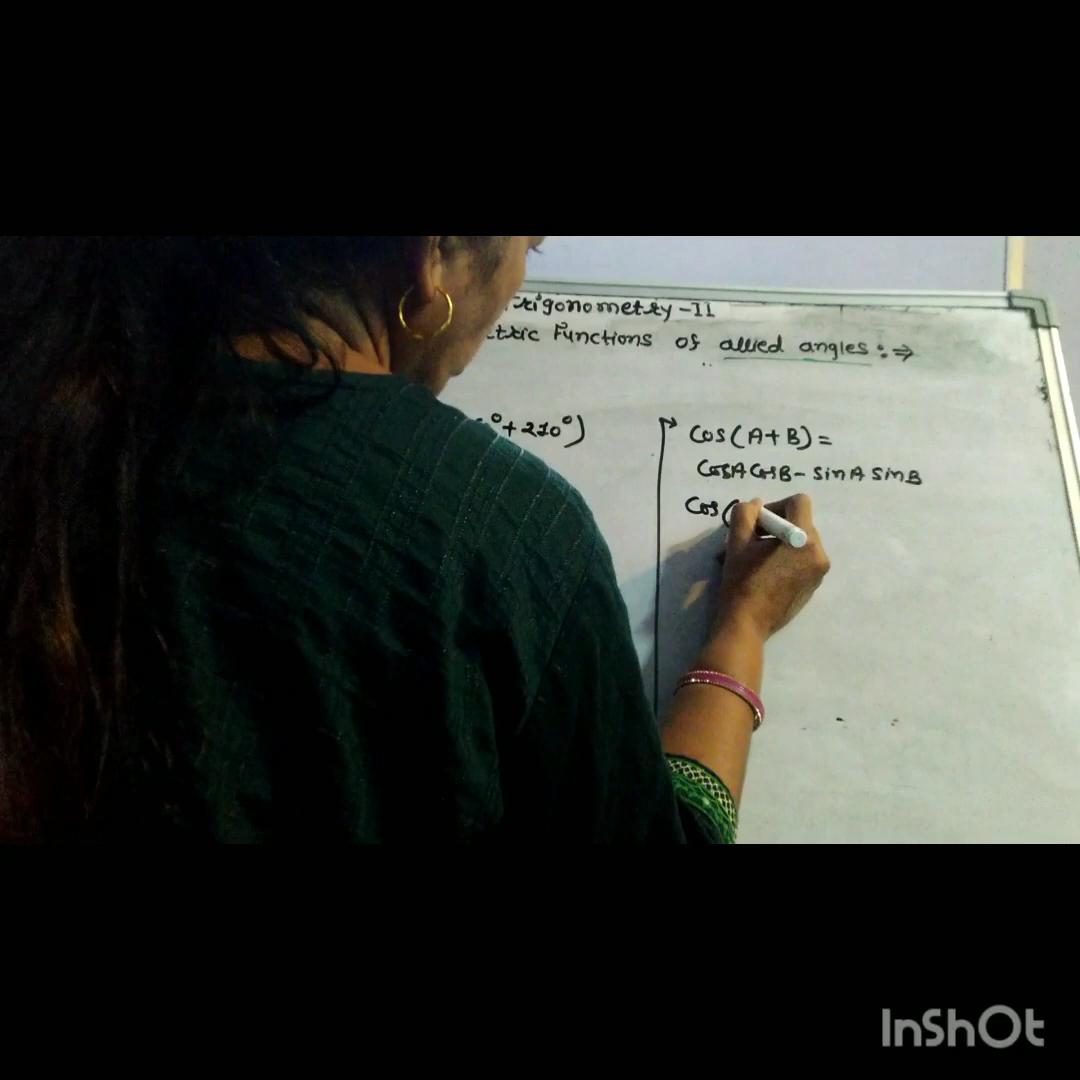 Trigonometry-II
Functions of allied angles :⇒
°+210°)
Cos(A+B)=
CosA CosB - SinA SinB
Cos(
InShOt